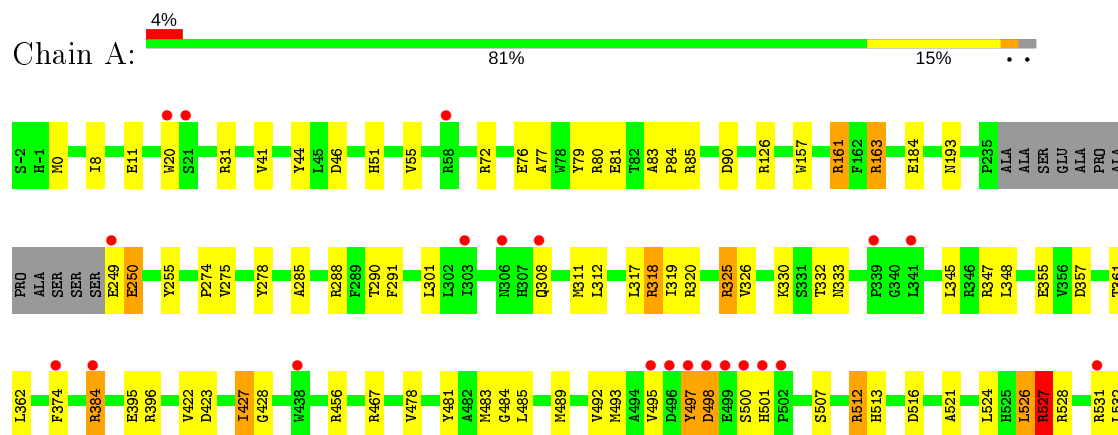 4%
Chain A:
81%
15%
S-2 H-1 M0 I8 E11 W20 S21 R31 V41 Y44 L45 D46 H51 V55 R58 R72 E76 A77 W78 Y79 R80 E81 T82 A83 P84 R85 D90 R126 W157 R161 F162 R163 E184 N193 P235 ALA ALA SER GLU ALA PRO ALA
PRO ALA SER SER SER E249 E250 Y255 P274 V275 Y278 A285 R288 F289 T290 F291 L301 L302 I303 N306 H307 Q308 M311 L312 L317 R318 I319 R320 R325 V326 K330 S331 T332 N333 P339 G340 L341 L345 R346 R347 L348 E355 V356 D357 T361
L362 F374 R384 E395 R396 V422 D423 I427 G428 W438 R456 R467 V478 Y481 A482 M483 G484 L485 M489 V492 M493 A494 V495 D496 Y497 D498 E499 S500 H501 P502 S507 R512 H513 D516 A521 L524 H525 L526 R527 R528 R531